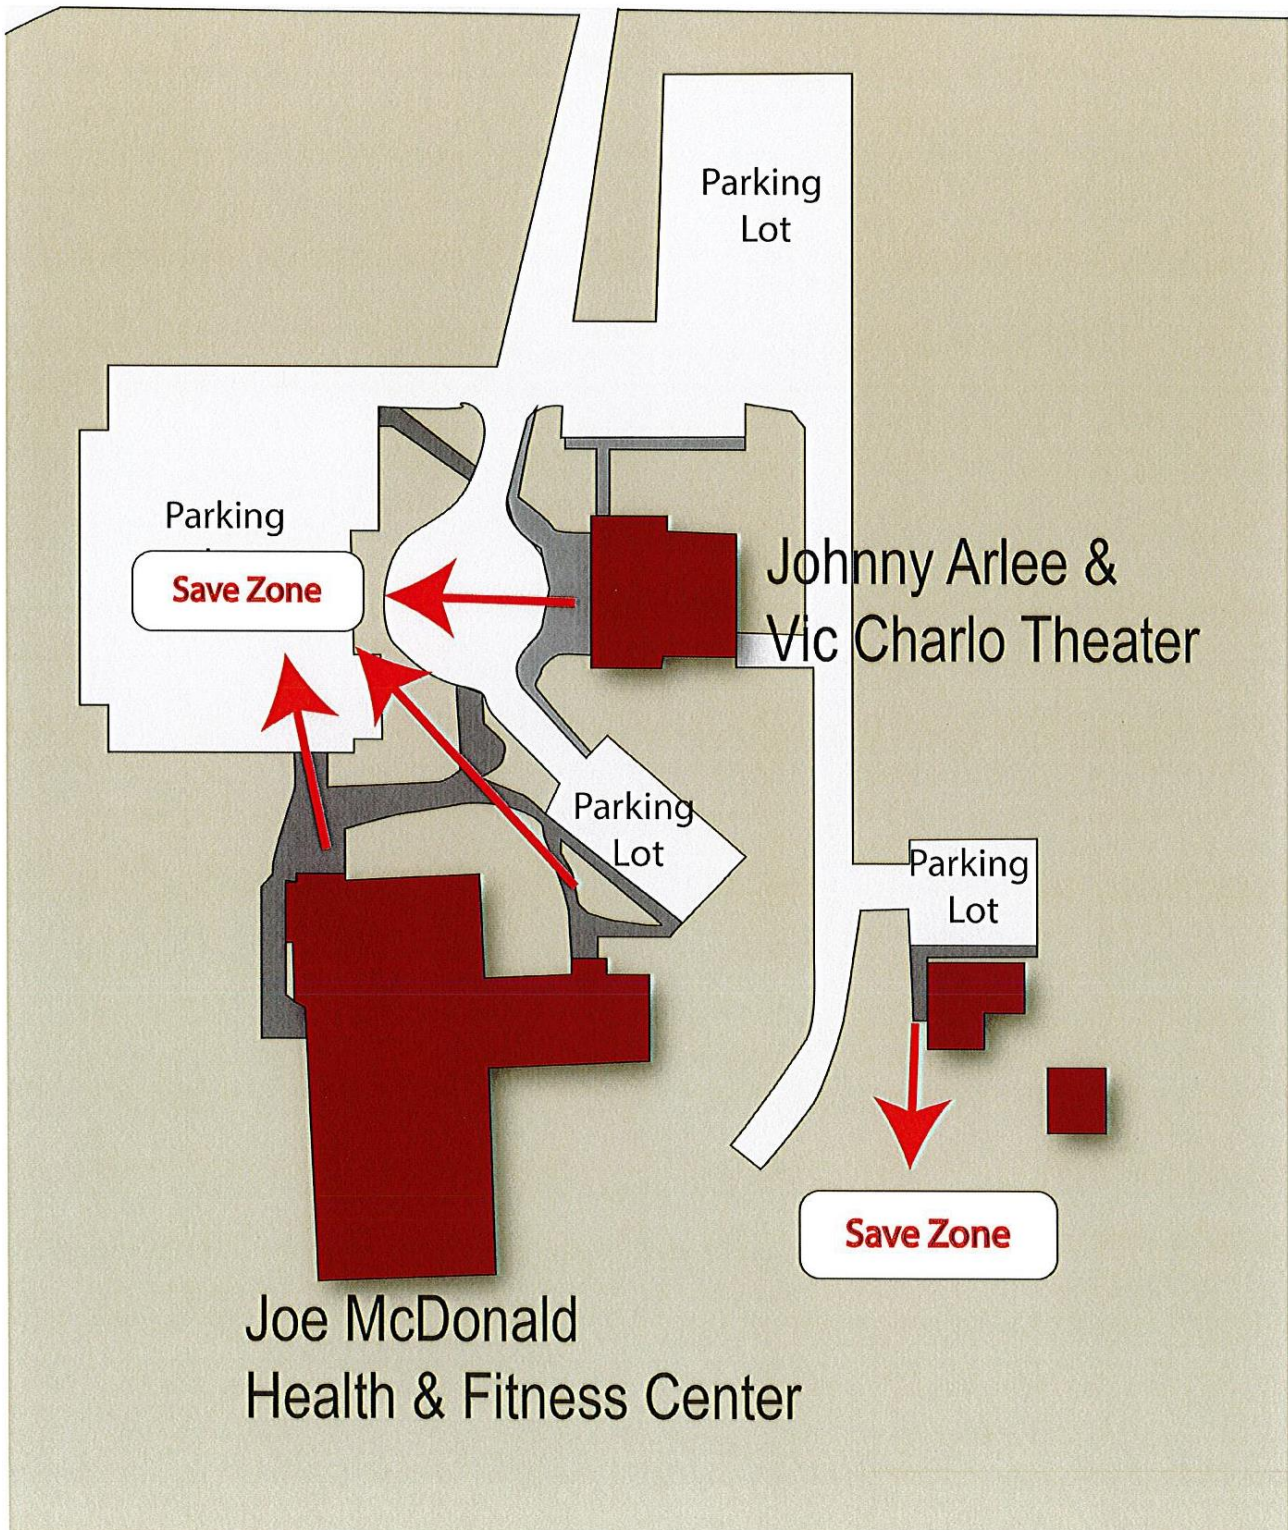 Parking
Lot
Parking
Save Zone
Johnny Arlee &
Vic Charlo Theater
Parking
Lot
Parking
Lot
Save Zone
Joe McDonald
Health & Fitness Center